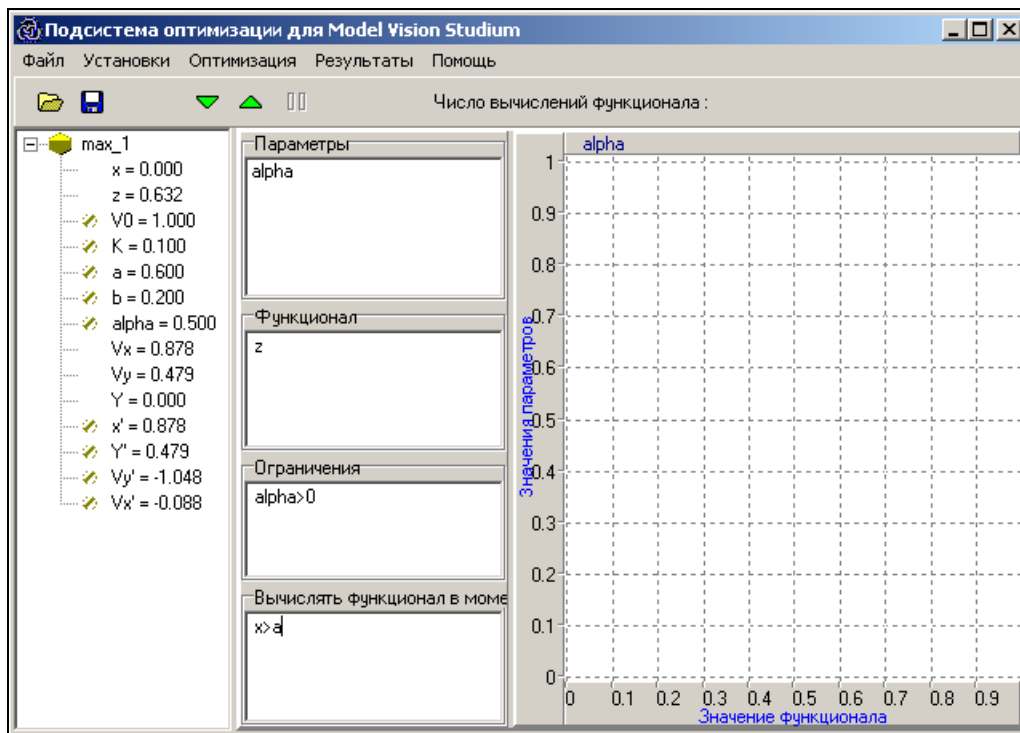 Подсистема оптимизации для Model Vision Studium
Файл Установки Оптимизация Результаты Помощь
Число вычислений функционала :
max_1
x = 0.000
z = 0.632
V0 = 1.000
K = 0.100
a = 0.600
b = 0.200
alpha = 0.500
Vx = 0.878
Vy = 0.479
Y = 0.000
x' = 0.878
Y' = 0.479
Vy' = -1.048
Vx' = -0.088
Параметры
alpha
Функционал
z
Ограничения
alpha>0
Вычислять функционал в моме
x>a
alpha
1
0.9
0.8
0.7
0.6
0.5
0.4
0.3
0.2
0.1
0
Значения параметров
0 0.1 0.2 0.3 0.4 0.5 0.6 0.7 0.8 0.9
Значение функционала